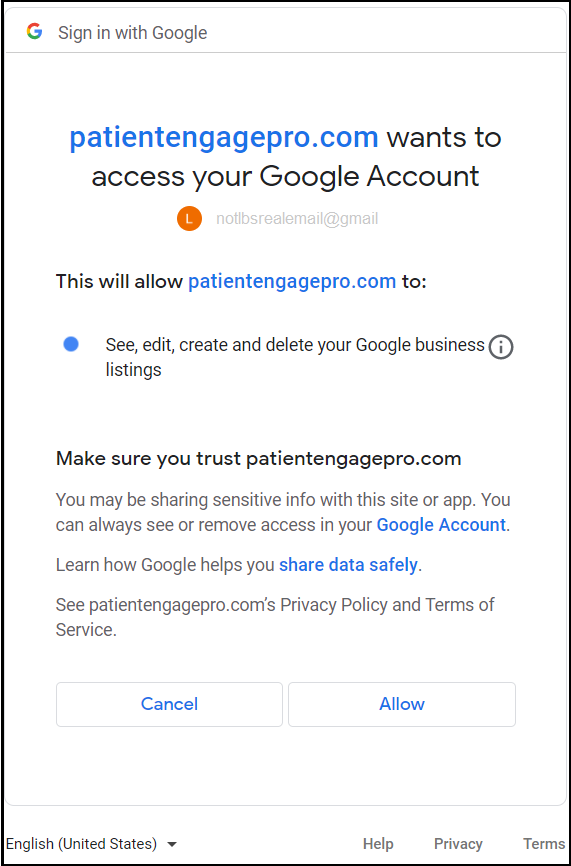 Sign in with Google
patientengagepro.com wants to
access your Google Account
L notlbsrealemail@gmail
This will allow patientengagepro.com to:
See, edit, create and delete your Google business
listings
Make sure you trust patientengagepro.com
You may be sharing sensitive info with this site or app. You
can always see or remove access in your Google Account.
Learn how Google helps you share data safely.
See patientengagepro.com’s Privacy Policy and Terms of
Service.
Cancel Allow
English (United States) Help Privacy Terms